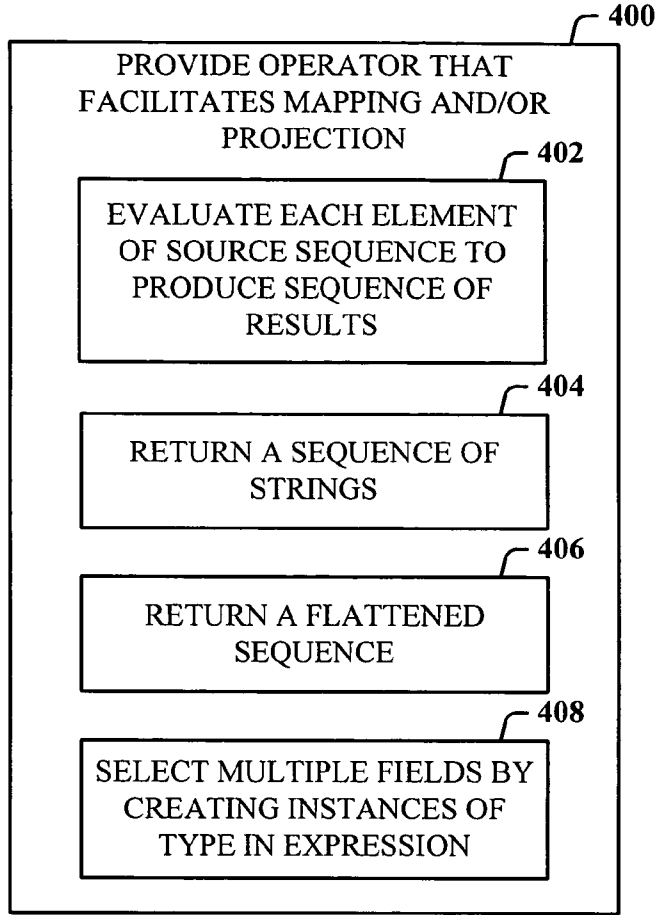 400
PROVIDE OPERATOR THAT
FACILITATES MAPPING AND/OR
PROJECTION
402
EVALUATE EACH ELEMENT
OF SOURCE SEQUENCE TO
PRODUCE SEQUENCE OF
RESULTS
404
RETURN A SEQUENCE OF
STRINGS
406
RETURN A FLATTENED
SEQUENCE
408
SELECT MULTIPLE FIELDS BY
CREATING INSTANCES OF
TYPE IN EXPRESSION